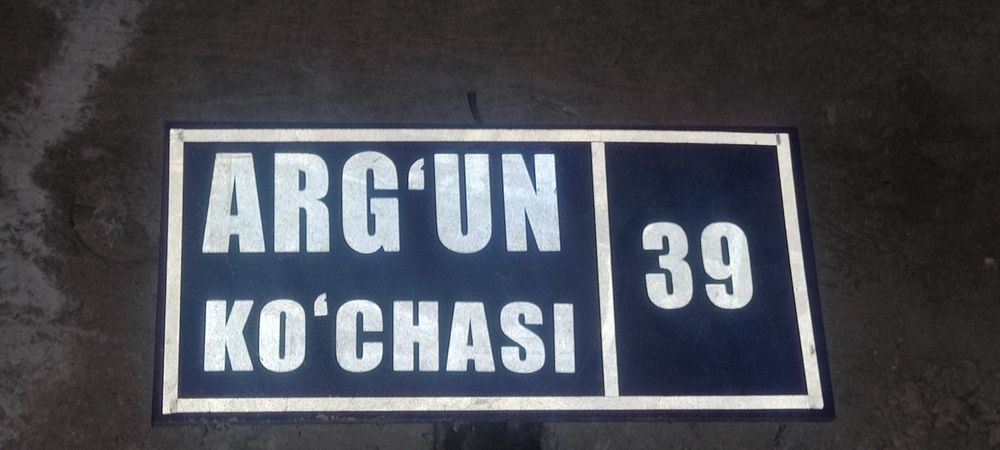 ARG‘UN
KO‘CHASI
39